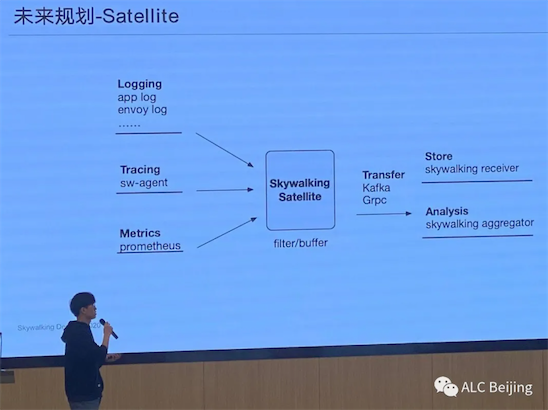 未来规划-Satellite
Logging
app log
envoy log
......
Tracing
sw-agent
Metrics
prometheus
Skywalking
Satellite
filter/buffer
Transfer
Kafka
Grpc
Store
skywalking receiver
Analysis
skywalking aggregator
Skywalking
ALC Beijing